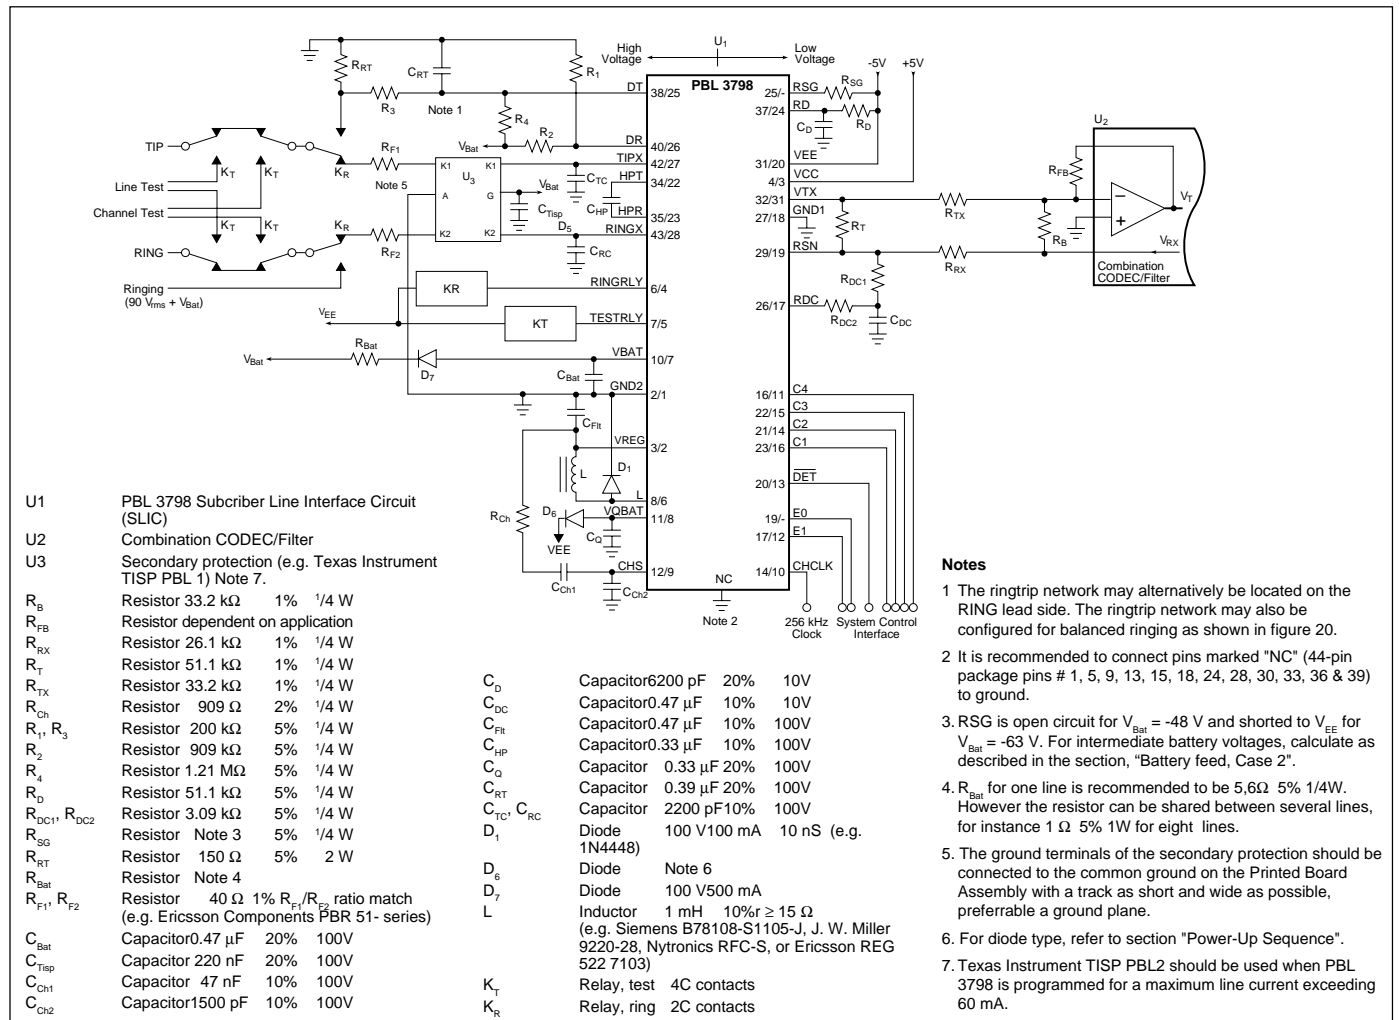 U1
High Voltage
Low Voltage
PBL 3798
RRT
CRT
R1
R3
Note 1
R4
R2
VBat
DT 38/25
DR 40/26
TIPX 42/27
HPT 34/22
HPR 35/23
RINGX 43/28
RINGRLY 6/4
TESTRLY 7/5
VBAT 10/7
GND2 2/1
VREG 3/2
L 8/6
VQBAT 11/8
CHS 12/9
TIP
KT
KT
KR
RF1
Note 5
Line Test
Channel Test
KT
KT
KR
RF2
RING
Ringing
(90 Vrms + VBat)
K1 K1
U3
A G
K2 K2
VBat
CTisp
D5
CTC
CHP
CRC
KR
KT
VEE
VBat
RBat
D7
CBat
CFlt
L
D1
RCh
D6
VEE
CQ
CCh1
CCh2
NC
Note 2
25/- RSG
RSG
-5V
+5V
37/24 RD
CD
RD
31/20 VEE
4/3 VCC
32/31 VTX
27/18 GND1
29/19 RSN
26/17 RDC
RT
RTX
RRX
RDC1
RDC2
CDC
RB
RFB
U2
VT
VRX
Combination
CODEC/Filter
16/11 C4
22/15 C3
21/14 C2
23/16 C1
20/13 DET
19/- E0
17/12 E1
14/10 CHCLK
256 kHz
Clock
System Control
Interface
U1 PBL 3798 Subcriber Line Interface Circuit
(SLIC)
U2 Combination CODEC/Filter
U3 Secondary protection (e.g. Texas Instrument
TISP PBL 1) Note 7.
RB Resistor 33.2 kΩ 1% 1/4 W
RFB Resistor dependent on application
RRX Resistor 26.1 kΩ 1% 1/4 W
RT Resistor 51.1 kΩ 1% 1/4 W
RTX Resistor 33.2 kΩ 1% 1/4 W
RCh Resistor 909 Ω 2% 1/4 W
R1, R3 Resistor 200 kΩ 5% 1/4 W
R2 Resistor 909 kΩ 5% 1/4 W
R4 Resistor 1.21 MΩ 5% 1/4 W
RD Resistor 51.1 kΩ 5% 1/4 W
RDC1, RDC2 Resistor 3.09 kΩ 5% 1/4 W
RSG Resistor Note 3 5% 1/4 W
RRT Resistor 150 Ω 5% 2 W
RBat Resistor Note 4
RF1, RF2 Resistor 40 Ω 1% RF1/RF2 ratio match
(e.g. Ericsson Components PBR 51- series)
CBat Capacitor0.47 µF 20% 100V
CTisp Capacitor 220 nF 20% 100V
CCh1 Capacitor 47 nF 10% 100V
CCh2 Capacitor1500 pF 10% 100V
CD Capacitor6200 pF 20% 10V
CDC Capacitor0.47 µF 10% 10V
CFlt Capacitor0.47 µF 10% 100V
CHP Capacitor0.33 µF 10% 100V
CQ Capacitor 0.33 µF 20% 100V
CRT Capacitor 0.39 µF 20% 100V
CTC, CRC Capacitor 2200 pF10% 100V
D1 Diode 100 V100 mA 10 nS (e.g.
1N4448)
D6 Diode Note 6
D7 Diode 100 V500 mA
L Inductor 1 mH 10%r ≥ 15 Ω
(e.g. Siemens B78108-S1105-J, J. W. Miller
9220-28, Nytronics RFC-S, or Ericsson REG
522 7103)
KT Relay, test 4C contacts
KR Relay, ring 2C contacts
Notes
1 The ringtrip network may alternatively be located on the
RING lead side. The ringtrip network may also be
configured for balanced ringing as shown in figure 20.
2 It is recommended to connect pins marked "NC" (44-pin
package pins # 1, 5, 9, 13, 15, 18, 24, 28, 30, 33, 36 & 39)
to ground.
3. RSG is open circuit for VBat = -48 V and shorted to VEE for
VBat = -63 V. For intermediate battery voltages, calculate as
described in the section, “Battery feed, Case 2".
4. RBat for one line is recommended to be 5,6Ω 5% 1/4W.
However the resistor can be shared between several lines,
for instance 1 Ω 5% 1W for eight lines.
5. The ground terminals of the secondary protection should be
connected to the common ground on the Printed Board
Assembly with a track as short and wide as possible,
preferrable a ground plane.
6. For diode type, refer to section "Power-Up Sequence".
7. Texas Instrument TISP PBL2 should be used when PBL
3798 is programmed for a maximum line current exceeding
60 mA.